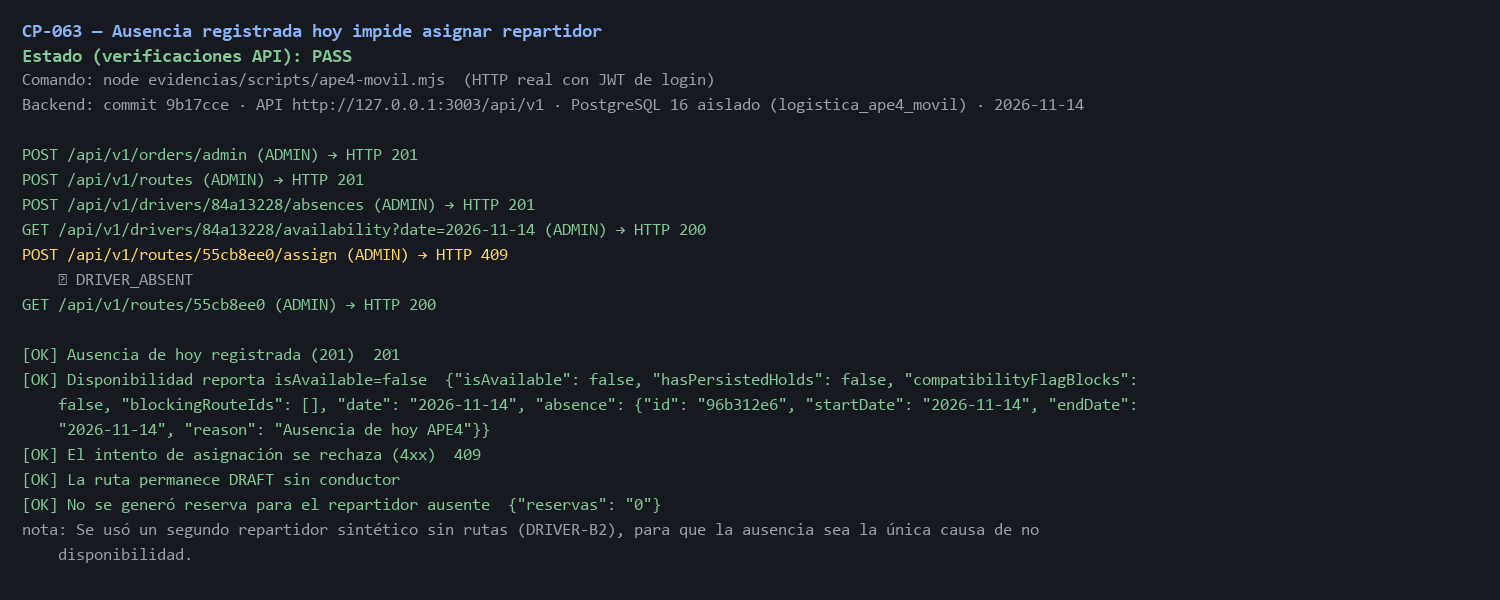 CP-063 — Ausencia registrada hoy impide asignar repartidor
Estado (verificaciones API): PASS
Comando: node evidencias/scripts/ape4-movil.mjs  (HTTP real con JWT de login)
Backend: commit 9b17cce · API http://127.0.0.1:3003/api/v1 · PostgreSQL 16 aislado (logistica_ape4_movil) · 2026-11-14
POST /api/v1/orders/admin (ADMIN) → HTTP 201
POST /api/v1/routes (ADMIN) → HTTP 201
POST /api/v1/drivers/84a13228/absences (ADMIN) → HTTP 201
GET /api/v1/drivers/84a13228/availability?date=2026-11-14 (ADMIN) → HTTP 200
POST /api/v1/routes/55cb8ee0/assign (ADMIN) → HTTP 409
DRIVER_ABSENT
GET /api/v1/routes/55cb8ee0 (ADMIN) → HTTP 200
[OK] Ausencia de hoy registrada (201)  201
[OK] Disponibilidad reporta isAvailable=false  {"isAvailable": false, "hasPersistedHolds": false, "compatibilityFlagBlocks":
false, "blockingRouteIds": [], "date": "2026-11-14", "absence": {"id": "96b312e6", "startDate": "2026-11-14", "endDate":
"2026-11-14", "reason": "Ausencia de hoy APE4"}}
[OK] El intento de asignación se rechaza (4xx)  409
[OK] La ruta permanece DRAFT sin conductor
[OK] No se generó reserva para el repartidor ausente  {"reservas": "0"}
nota: Se usó un segundo repartidor sintético sin rutas (DRIVER-B2), para que la ausencia sea la única causa de no
disponibilidad.